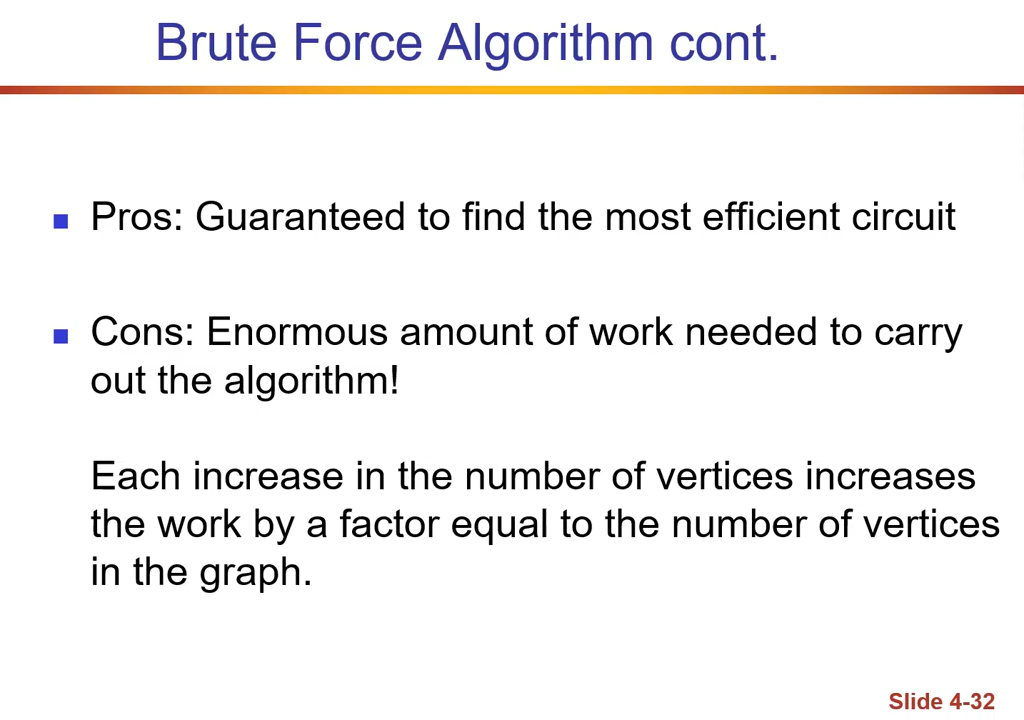 Brute Force Algorithm cont.
Pros: Guaranteed to find the most efficient circuit
Cons: Enormous amount of work needed to carry
out the algorithm!
Each increase in the number of vertices increases
the work by a factor equal to the number of vertices
in the graph.
Slide 4-32